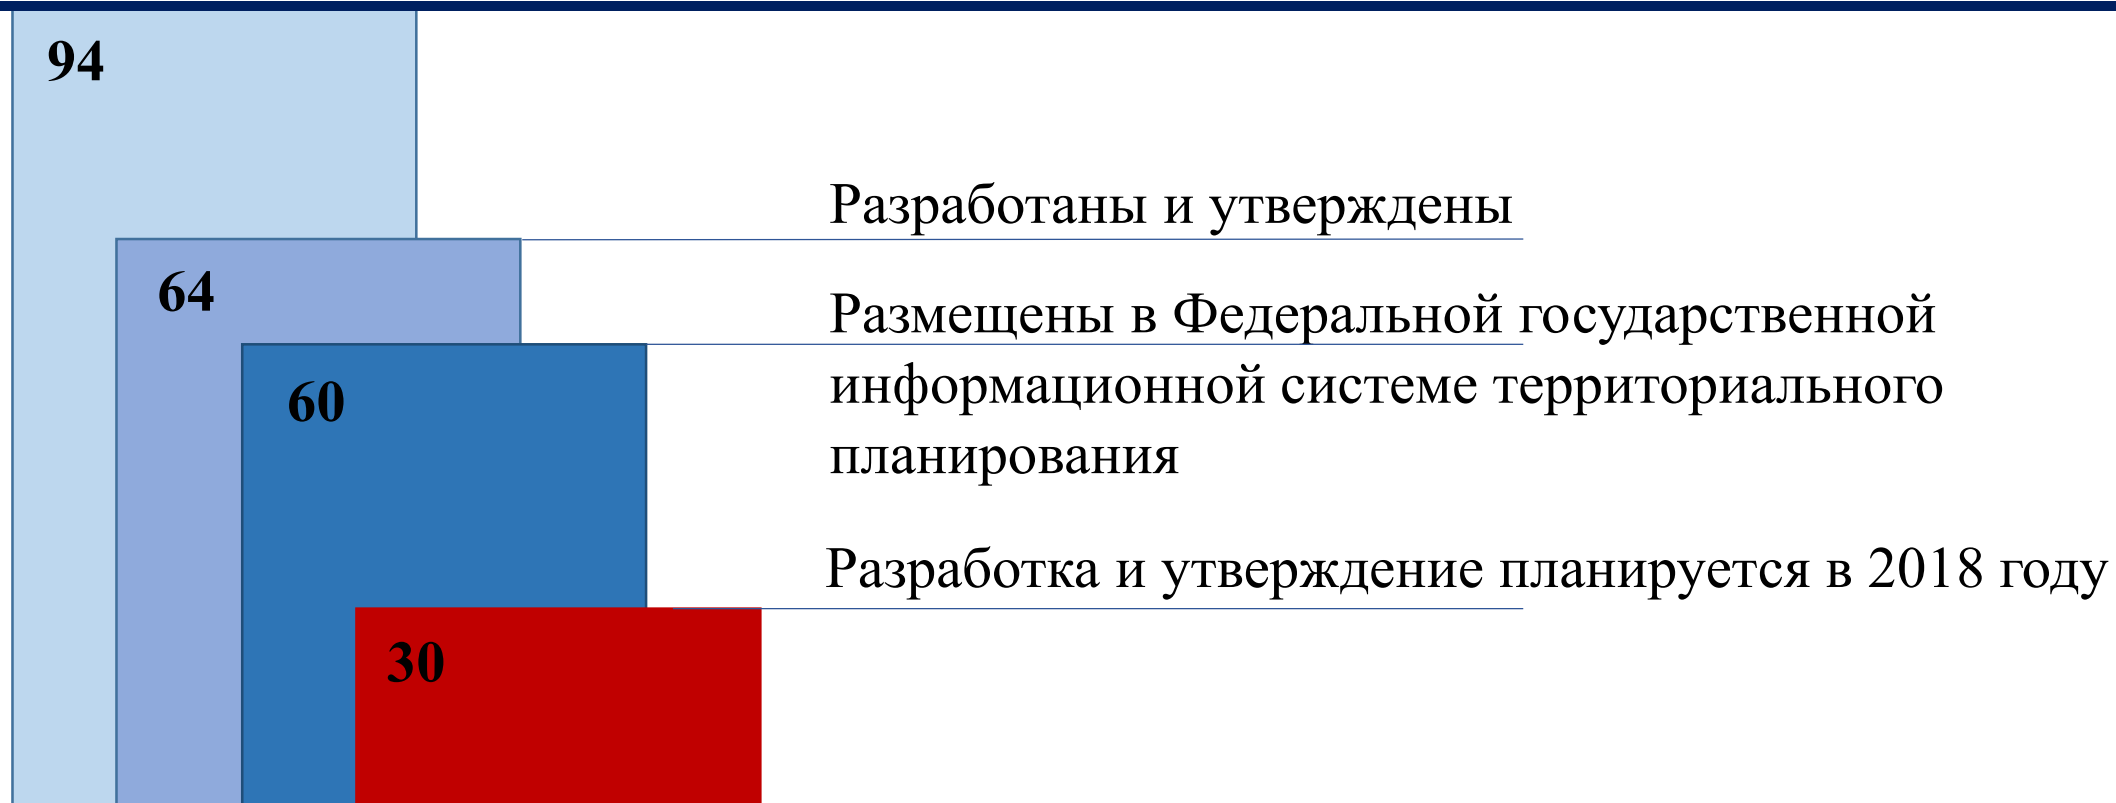 94
Разработаны и утверждены
64
Размещены в Федеральной государственной
информационной системе территориального
планирования
60
Разработка и утверждение планируется в 2018 году
30